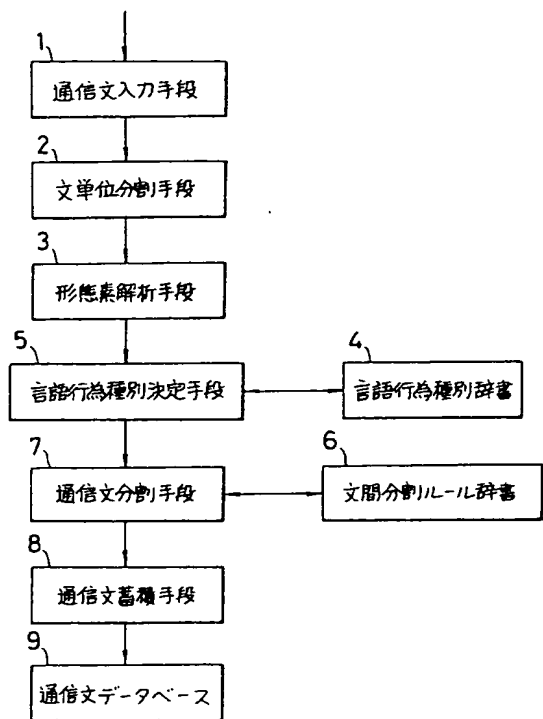 1
通信文入力手段
2
文単位分割手段
3
形態素解析手段
5
言語行為種別決定手段
4
言語行為種別辞書
7
通信文分割手段
6
文間分割ルール辞書
8
通信文蓄積手段
9
通信文データベース